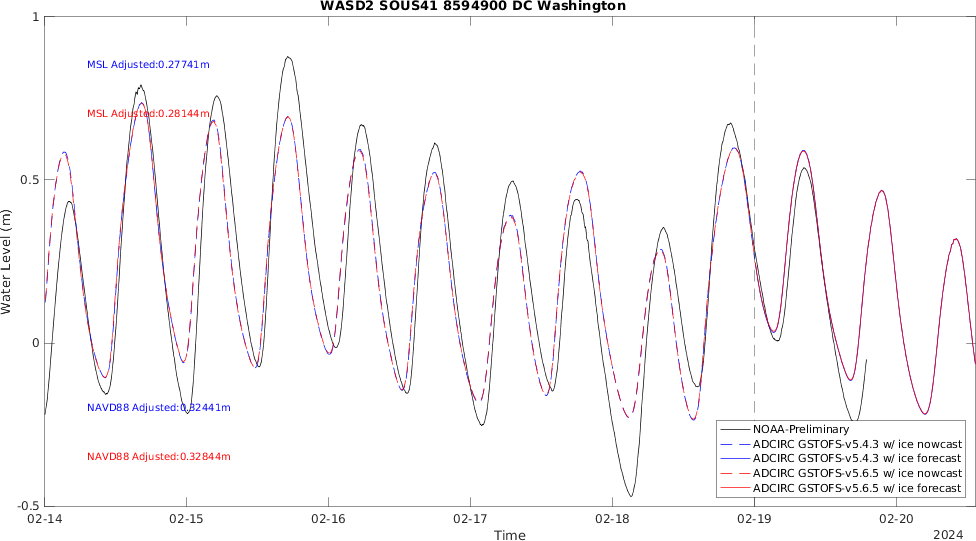 WASD2 SOUS41 8594900 DC Washington
1
MSL Adjusted:0.27741m
MSL Adjusted:0.28144m
0.5
Water Level (m)
0
NAVD88 Adjusted:0.32441m
NAVD88 Adjusted:0.32844m
NOAA-Preliminary
ADCIRC GSTOFS-v5.4.3 w/ ice nowcast
ADCIRC GSTOFS-v5.4.3 w/ ice forecast
ADCIRC GSTOFS-v5.6.5 w/ ice nowcast
ADCIRC GSTOFS-v5.6.5 w/ ice forecast
-0.5
02-14 02-15 02-16 02-17 02-18 02-19 02-20
Time
2024